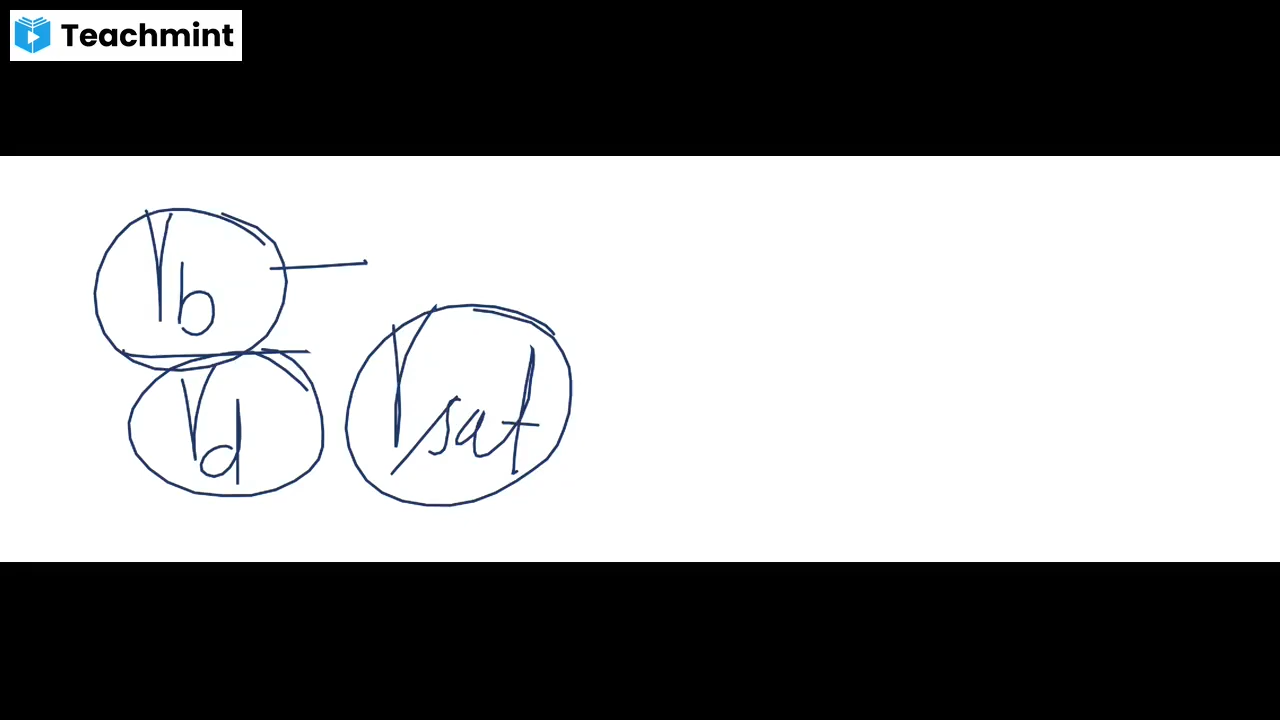 Teachmint
γb
γd γsat